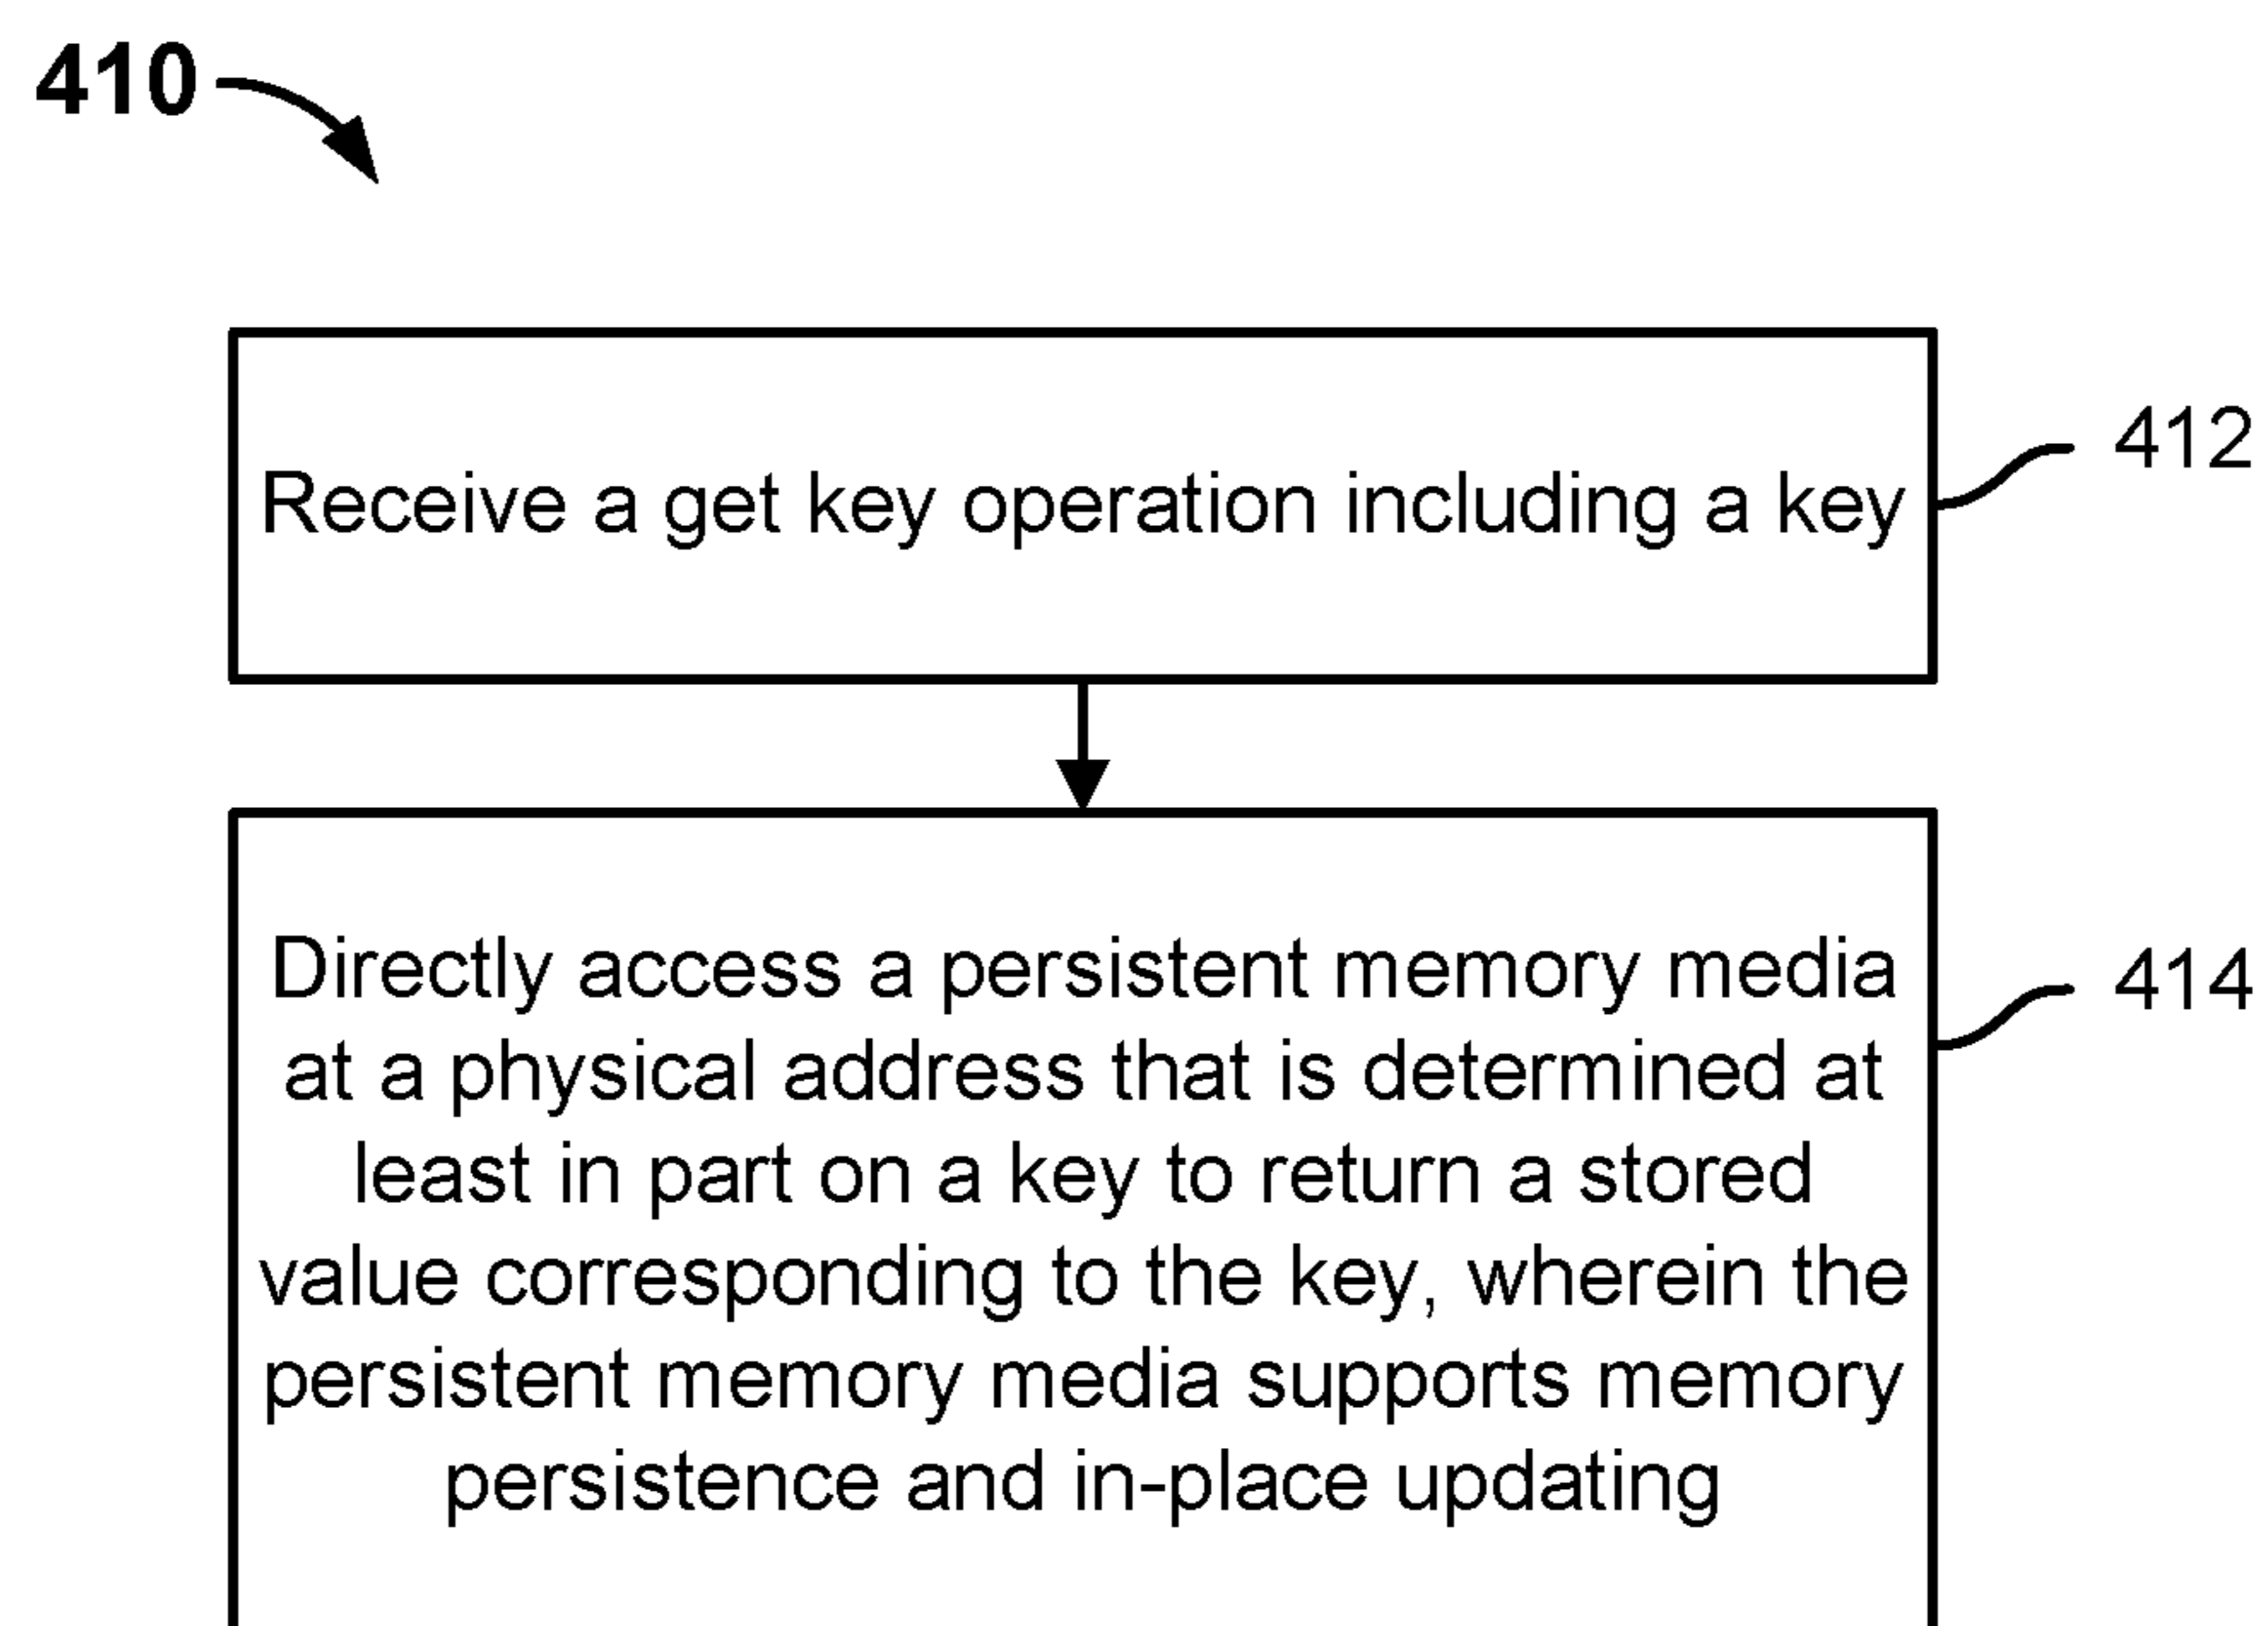 410
Receive a get key operation including a key
412
Directly access a persistent memory media
at a physical address that is determined at
least in part on a key to return a stored
value corresponding to the key, wherein the
persistent memory media supports memory
persistence and in-place updating
414